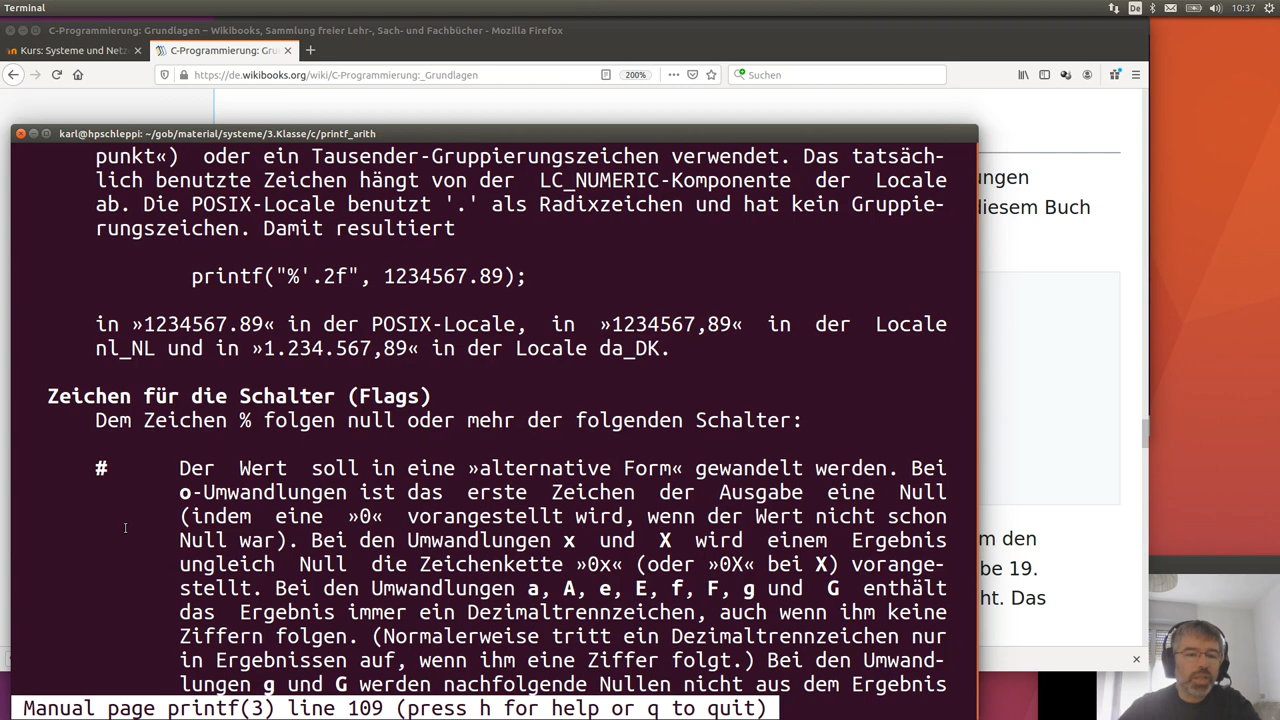 Terminal
De
10:37
C-Programmierung: Grundlagen – Wikibooks, Sammlung freier Lehr-, Sach- und Fachbücher - Mozilla Firefox
Kurs: Systeme und Netz
C-Programmierung: Gru
https://de.wikibooks.org/wiki/C-Programmierung:_Grundlagen
200%
Suchen
ungen
diesem Buch
m den
be 19.
ht. Das
karl@hpschleppi: ~/gob/material/systeme/3.Klasse/c/printf_arith
punkt«) oder ein Tausender-Gruppierungszeichen verwendet. Das tatsäch-
lich benutzte Zeichen hängt von der LC_NUMERIC-Komponente der Locale
ab. Die POSIX-Locale benutzt '.' als Radixzeichen und hat kein Gruppie-
rungszeichen. Damit resultiert
printf("%'.2f", 1234567.89);
in »1234567.89« in der POSIX-Locale, in »1234567,89« in der Locale
nl_NL und in »1.234.567,89« in der Locale da_DK.
Zeichen für die Schalter (Flags)
Dem Zeichen % folgen null oder mehr der folgenden Schalter:
# Der Wert soll in eine »alternative Form« gewandelt werden. Bei
o-Umwandlungen ist das erste Zeichen der Ausgabe eine Null
(indem eine »0« vorangestellt wird, wenn der Wert nicht schon
Null war). Bei den Umwandlungen x und X wird einem Ergebnis
ungleich Null die Zeichenkette »0x« (oder »0X« bei X) vorange-
stellt. Bei den Umwandlungen a, A, e, E, f, F, g und G enthält
das Ergebnis immer ein Dezimaltrennzeichen, auch wenn ihm keine
Ziffern folgen. (Normalerweise tritt ein Dezimaltrennzeichen nur
in Ergebnissen auf, wenn ihm eine Ziffer folgt.) Bei den Umwand-
lungen g und G werden nachfolgende Nullen nicht aus dem Ergebnis
Manual page printf(3) line 109 (press h for help or q to quit)